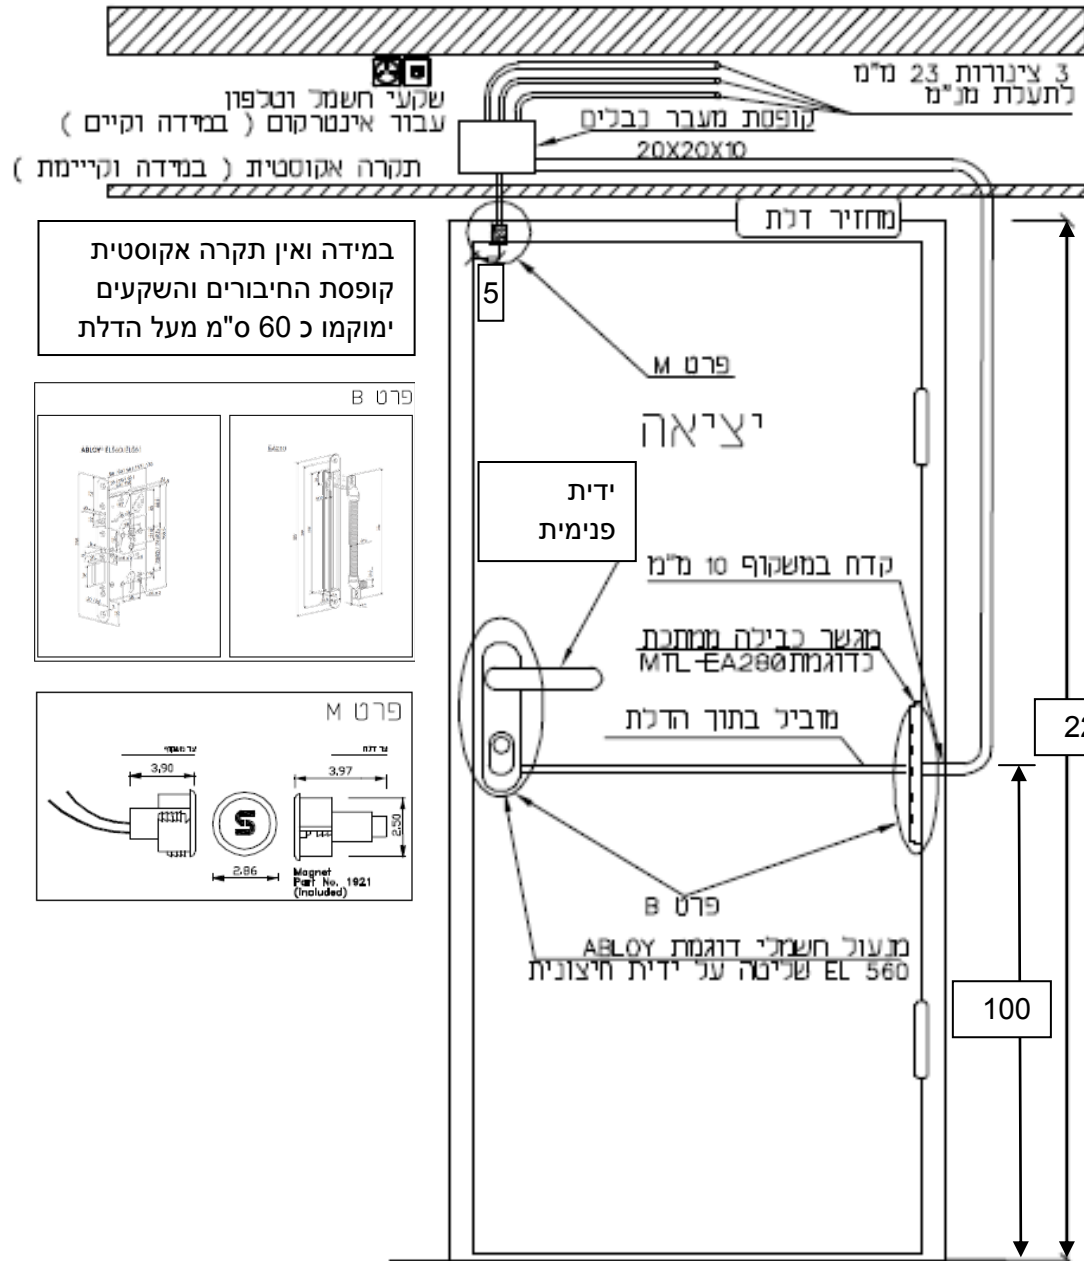 3 צינורות 23 מ"מ
לתעלת מנ"מ
שקעי חשמל וטלפון
עבור אינטרקום ( במידה וקיים )
קופסת מעבר כבלים
20X20X10
תקרה אקוסטית ( במידה וקיימת )
מחזיר דלת
במידה ואין תקרה אקוסטית
קופסת החיבורים והשקעים
ימוקמו כ 60 ס"מ מעל הדלת
5
פרט M
יציאה
פרט B
ABLOY
ידית
פנימית
קדח במשקוף 10 מ"מ
מגשר כבילה ממתכת
כדוגמת MTL-EA280
מוביל בתוך הדלת
22
פרט M
3,90
3,97
2,50
2,86
Magnet
Part No. 1921
(Included)
פרט B
מנעול חשמלי דוגמת ABLOY
EL 560 שליטה על ידית חיצונית
100